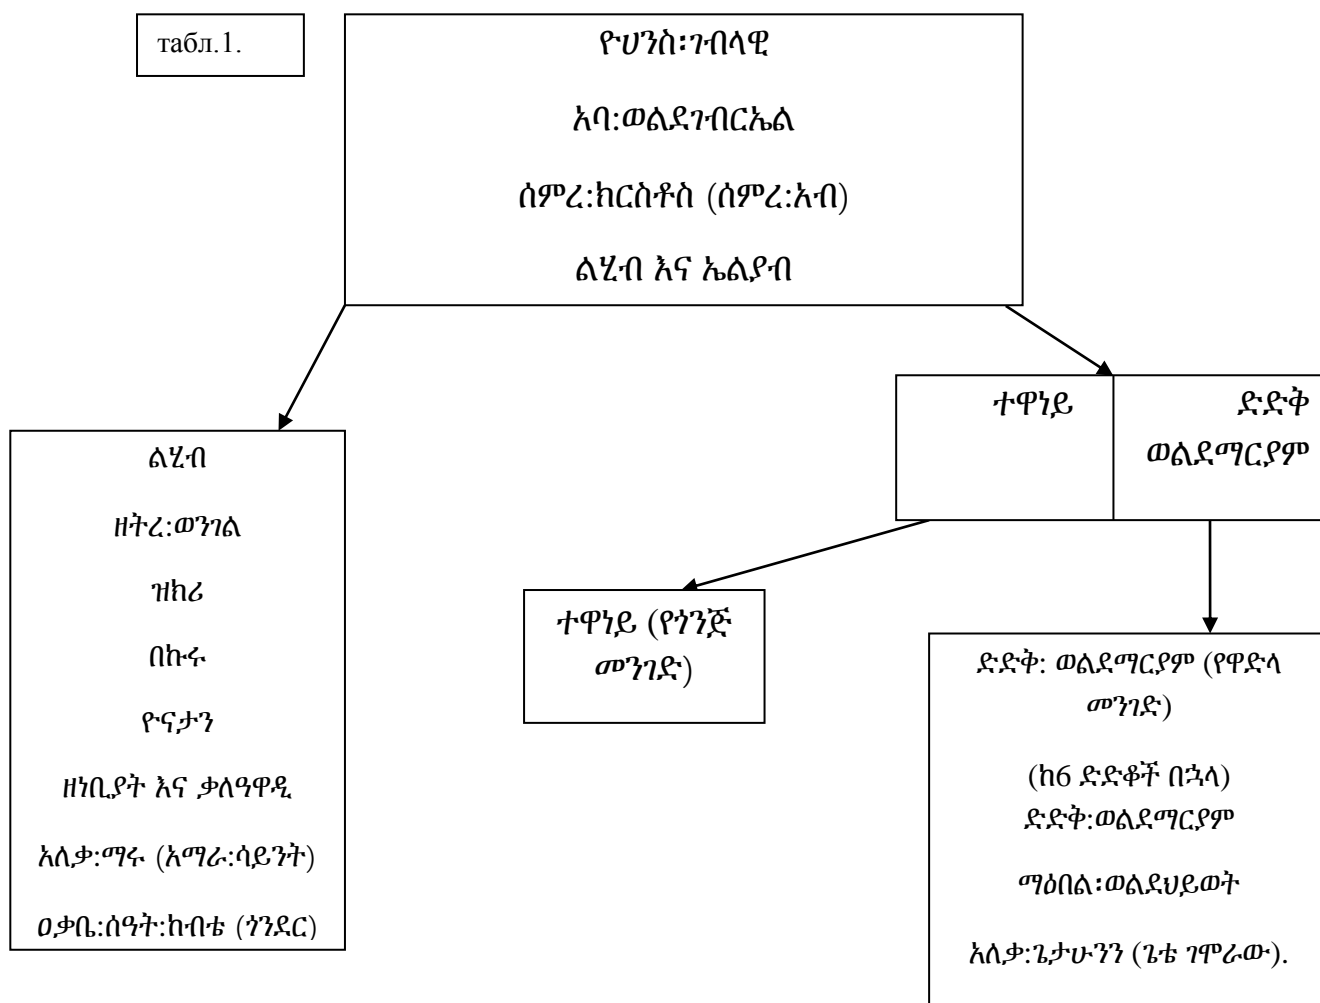 табл.1.
ዮሀንስ፡ገብላዊ
አባ:ወልደገብርኤል
ሰምረ:ክርስቶስ (ሰምረ:አብ)
ልሂብ እና ኤልያብ
ተዋነይ
ድድቅ
ወልደማርያም
ልሂብ
ዘትረ:ወንገል
ዝክሪ
በኩሩ
ዮናታን
ዘነቢያት እና ቃለዓዋዲ
አለቃ:ማሩ (አማራ:ሳይንት)
ዐቃቤ:ሰዓት:ከብቴ (ጎንደር)
ተዋነይ (የጎንጅ
መንገድ)
ድድቅ: ወልደማርያም (የዋድላ
መንገድ)
(ከ6 ድድቆች በኋላ)
ድድቅ:ወልደማርያም
ማዕበል፡ወልደህይወት
አለቃ:ጌታሁንን (ጌቴ ገሞራው).